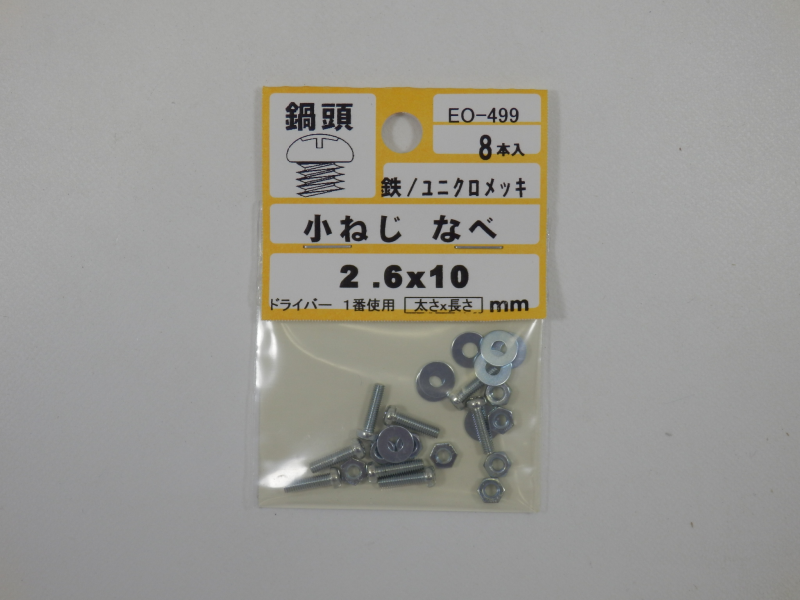 鍋頭
EO-499
8本入
鉄/ユニクロメッキ
小ねじ なべ
2.6x10
ドライバー 1番使用 太さ×長さ mm